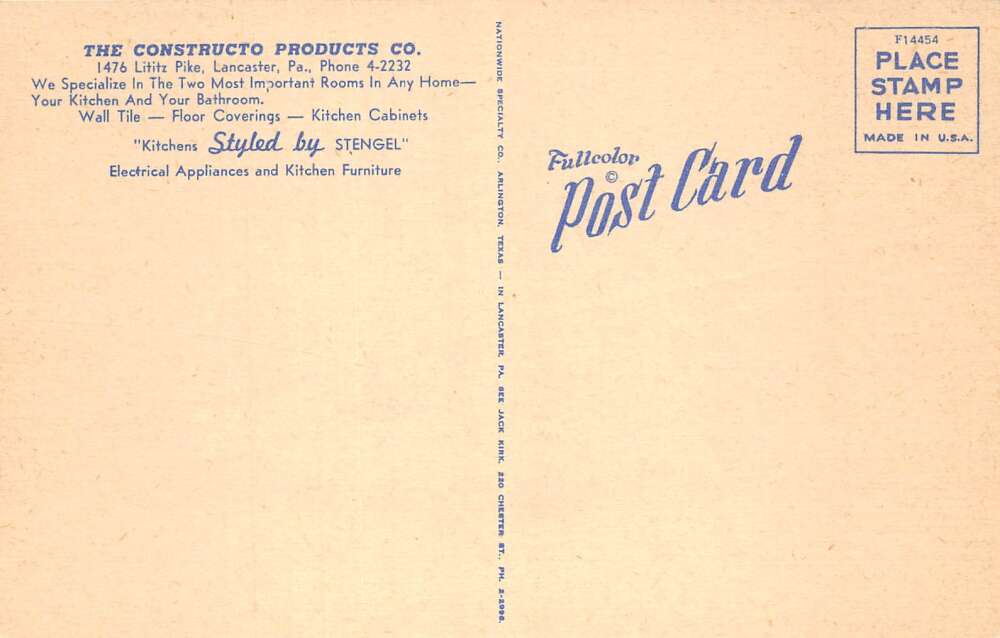 THE CONSTRUCTO PRODUCTS CO.
1476 Lititz Pike, Lancaster, Pa., Phone 4-2232
We Specialize In The Two Most Important Rooms In Any Home—
Your Kitchen And Your Bathroom.
Wall Tile — Floor Coverings — Kitchen Cabinets
"Kitchens Styled by STENGEL"
Electrical Appliances and Kitchen Furniture
NATIONWIDE SPECIALTY CO., ARLINGTON, TEXAS — IN LANCASTER, PA. SEE JACK KIRK, 220 CHESTER ST., PH. 2-2996.
Fullcolor
©
Post Card
F14454
PLACE
STAMP
HERE
MADE IN U.S.A.